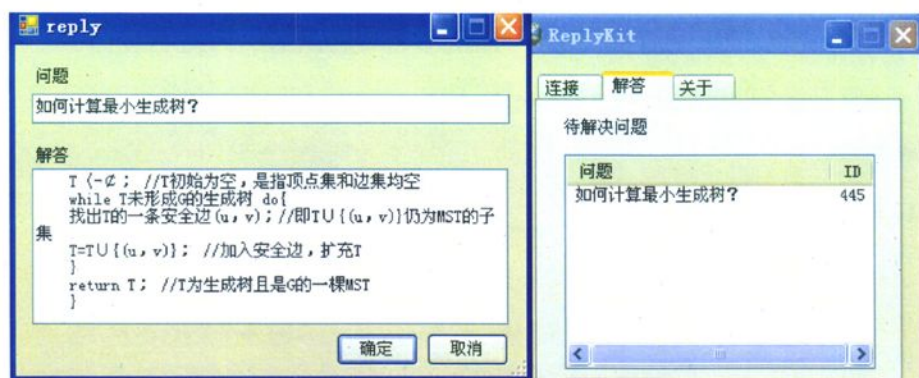 reply
问题
如何计算最小生成树？
解答
T〈-⊄； //T初始为空，是指顶点集和边集均空
while T未形成G的生成树 do{
找出T的一条安全边(u，v)；//即T∪{(u，v)}仍为MST的子
集
T=T∪{(u，v)}； //加入安全边，扩充T
}
return T； //T为生成树且是G的一棵MST
}
确定 取消
ReplyKit
连接 解答 关于
待解决问题
问题 ID
如何计算最小生成树？ 445